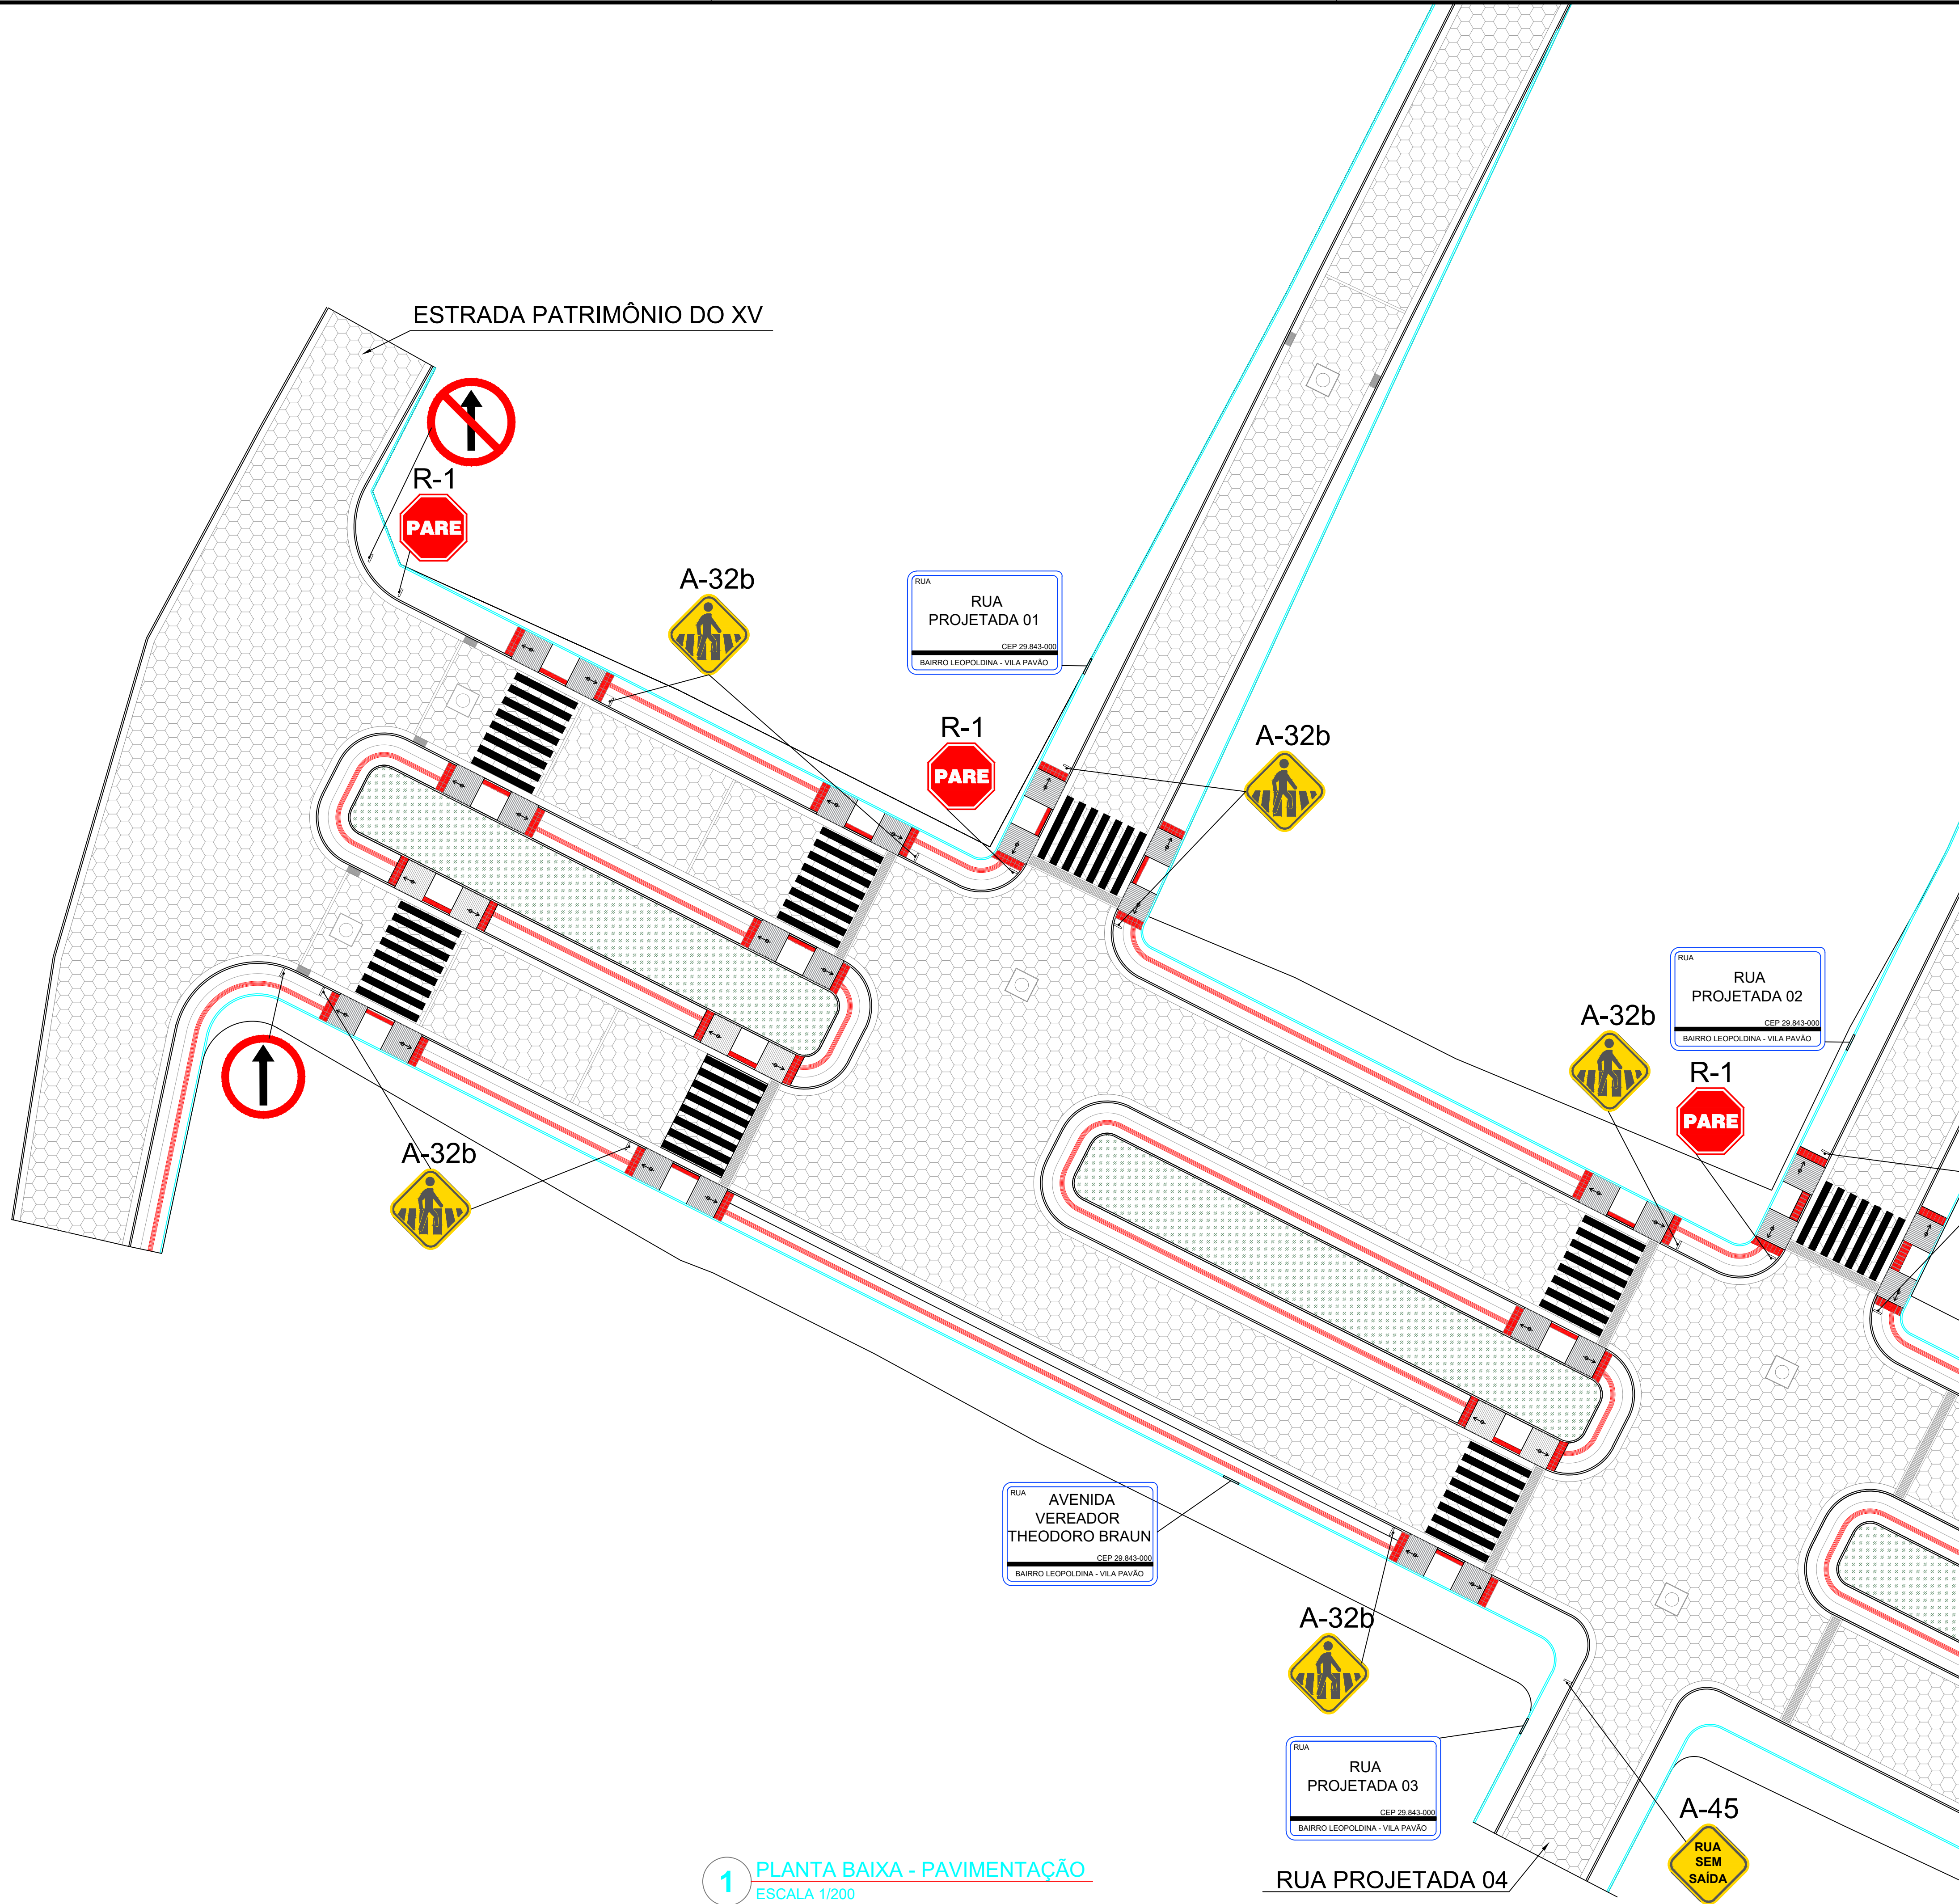 ESTRADA PATRIMÔNIO DO XV
R-1
PARE
A-32b
RUA
RUA
PROJETADA 01
CEP 29.843-000
BAIRRO LEOPOLDINA - VILA PAVÃO
R-1
PARE
A-32b
RUA
RUA
PROJETADA 02
CEP 29.843-000
BAIRRO LEOPOLDINA - VILA PAVÃO
A-32b
R-1
PARE
A-32b
RUA
AVENIDA
VEREADOR
THEODORO BRAUN
CEP 29.843-000
BAIRRO LEOPOLDINA - VILA PAVÃO
A-32b
RUA
RUA
PROJETADA 03
CEP 29.843-000
BAIRRO LEOPOLDINA - VILA PAVÃO
A-45
RUA
SEM
SAÍDA
RUA PROJETADA 04
1
PLANTA BAIXA - PAVIMENTAÇÃO
ESCALA 1/200